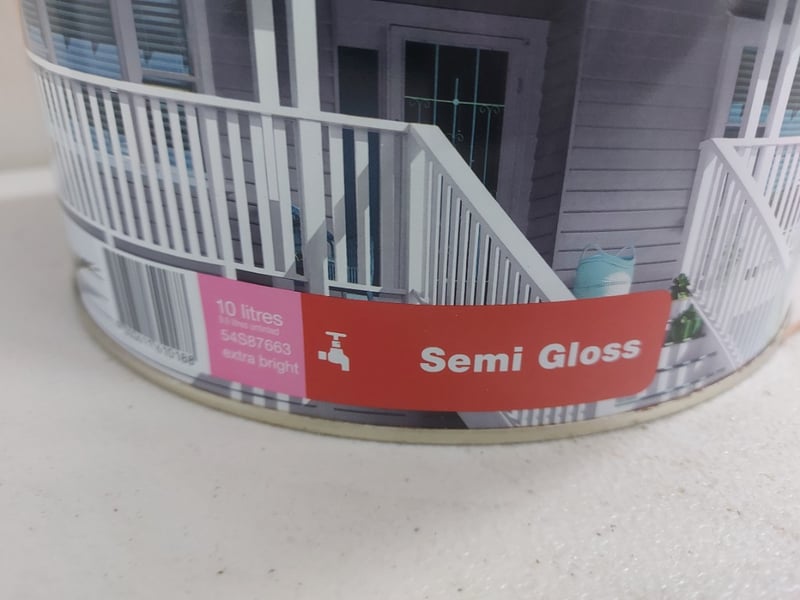 10 litres
54S87663
extra bright
Semi Gloss